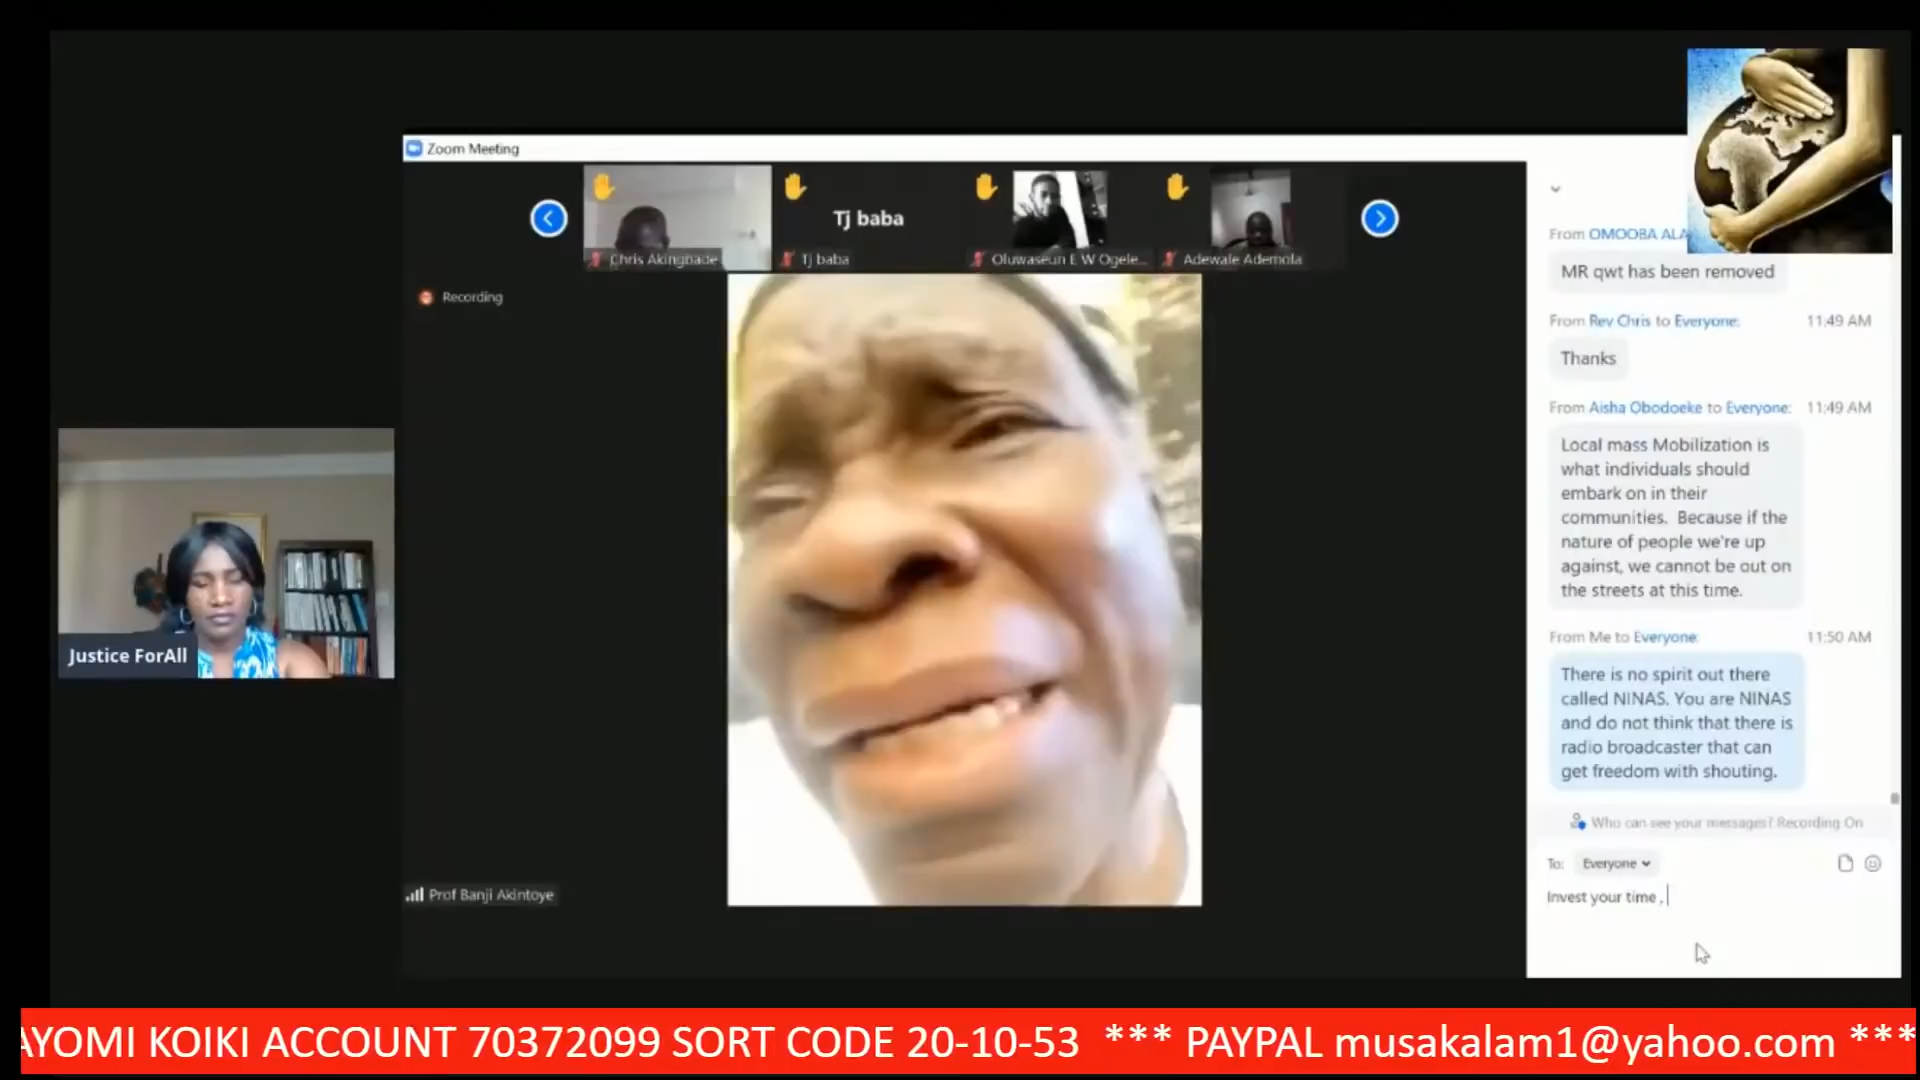 Zoom Meeting
Tj baba
Chris Akingbade
Tj baba
Oluwaseun E W Ogele...
Adewale Ademola
Recording
From OMOOBA ALA
MR qwt has been removed
From Rev Chris to Everyone: 11:49 AM
Thanks
From Aisha Obodoeke to Everyone: 11:49 AM
Local mass Mobilization is
what individuals should
embark on in their
communities. Because if the
nature of people we're up
against, we cannot be out on
the streets at this time.
From Me to Everyone: 11:50 AM
There is no spirit out there
called NINAS. You are NINAS
and do not think that there is
radio broadcaster that can
get freedom with shouting.
Who can see your messages? Recording On
To: Everyone
Invest your time ,
Justice ForAll
Prof Banji Akintoye
AYOMI KOIKI ACCOUNT 70372099 SORT CODE 20-10-53 *** PAYPAL musakalam1@yahoo.com ***